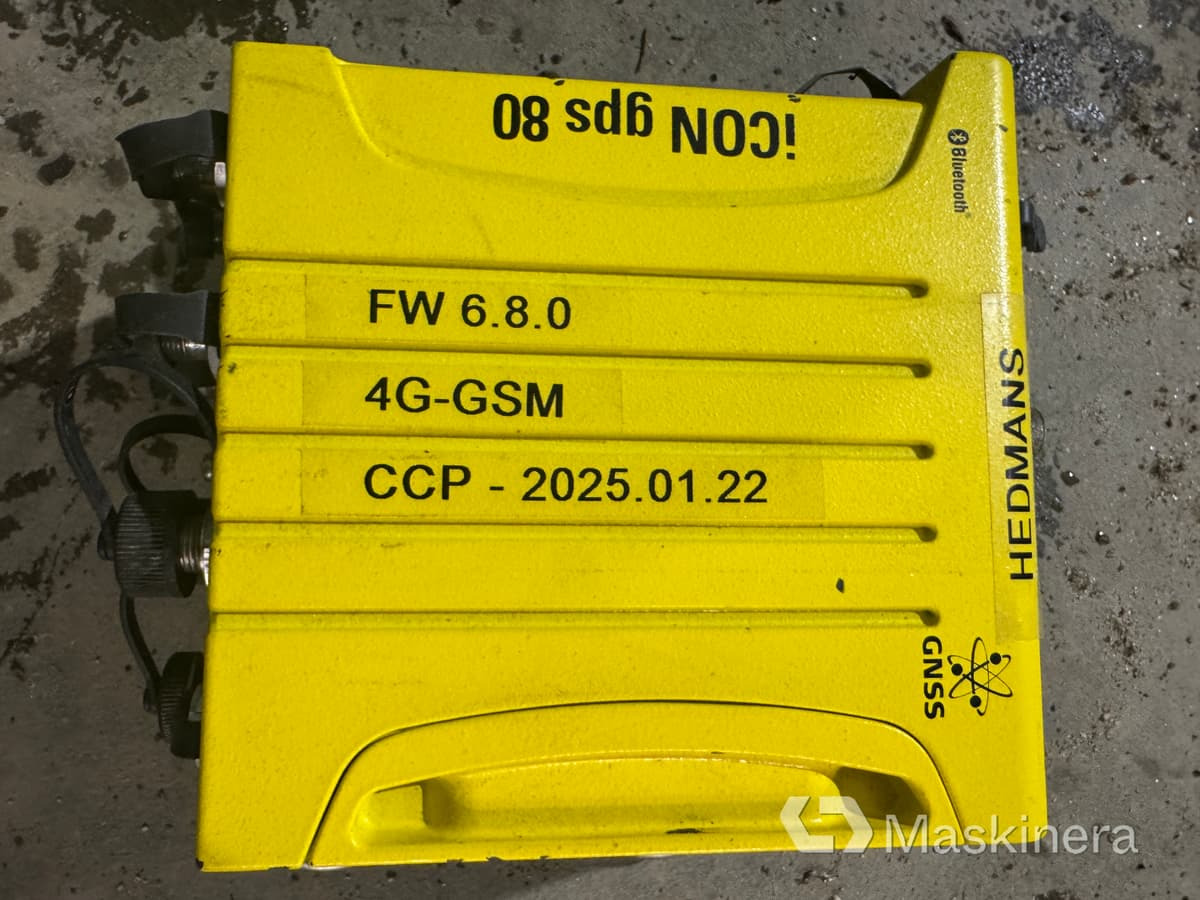 iCON gps 80
Bluetooth®
FW 6.8.0
4G-GSM
CCP - 2025.01.22
HEDMANS
GNSS
Maskinera